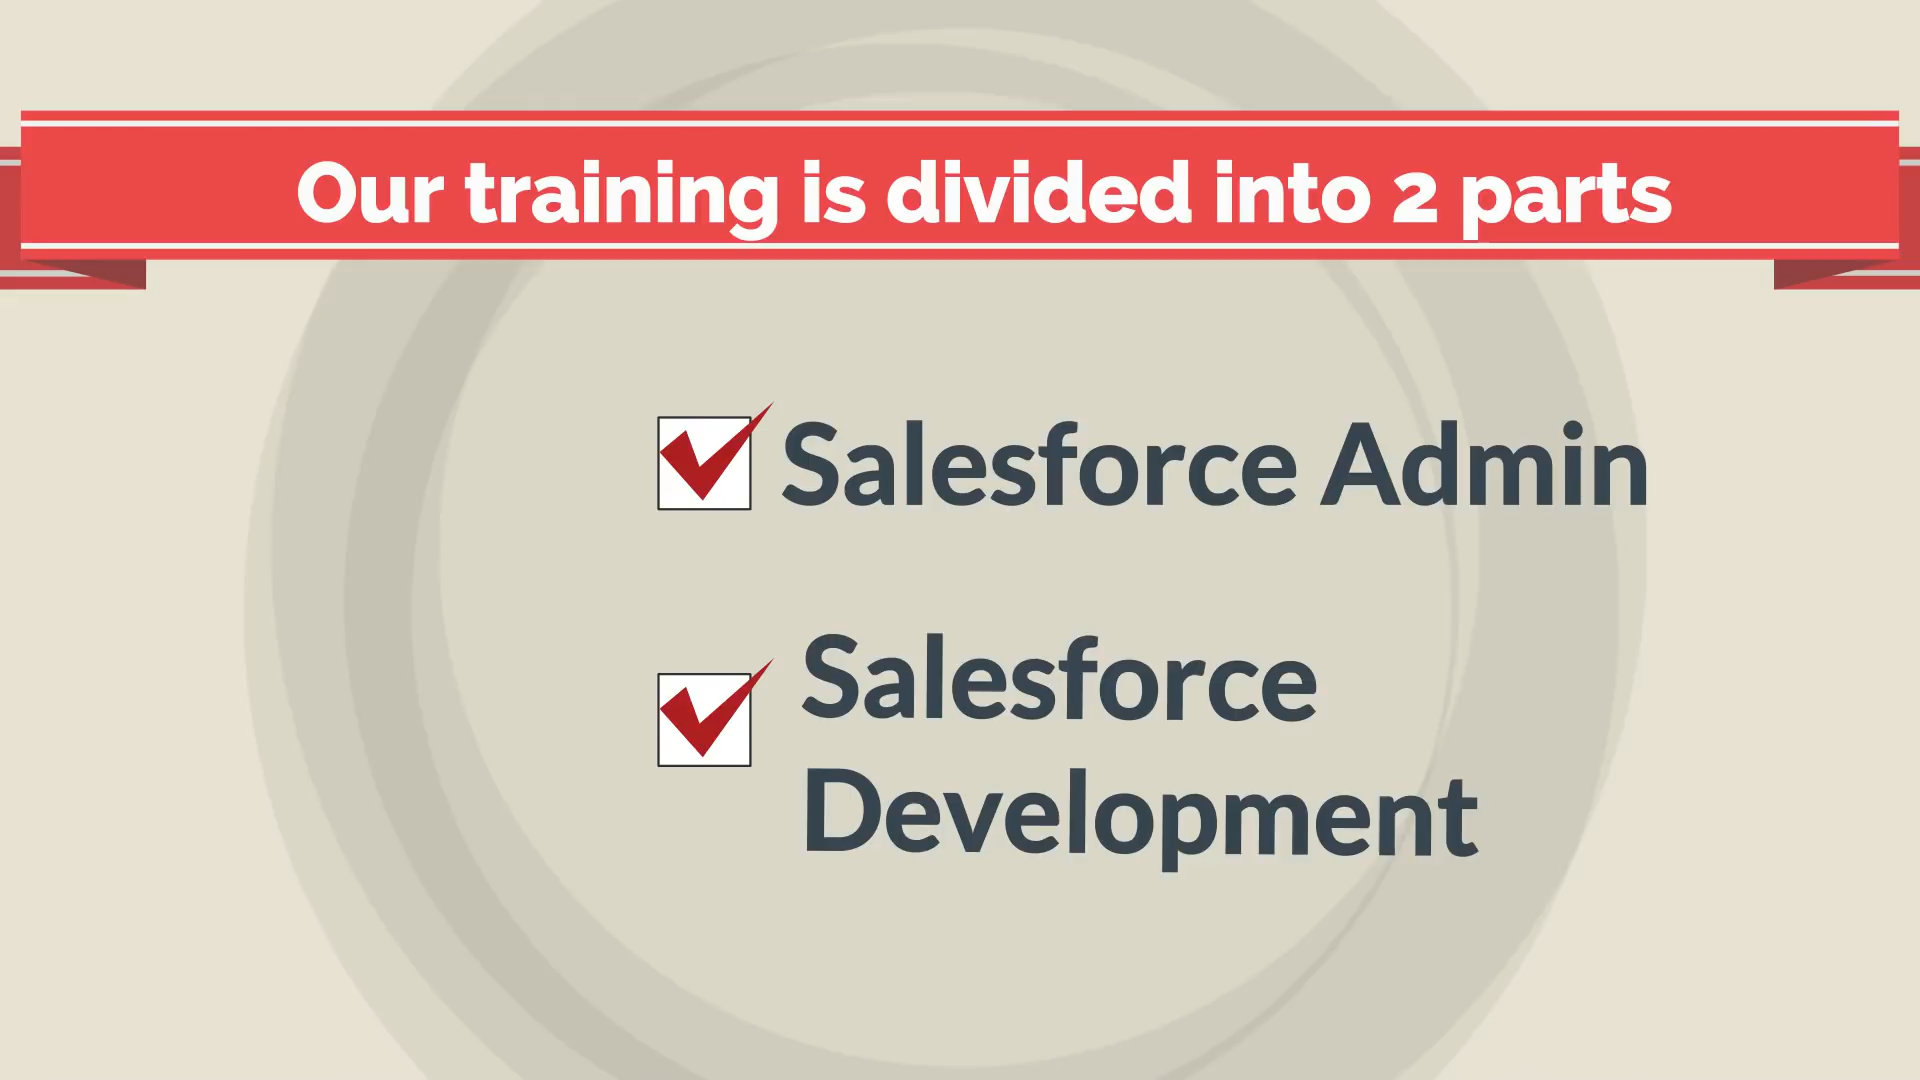 Our training is divided into 2 parts
Salesforce Admin
Salesforce
Development